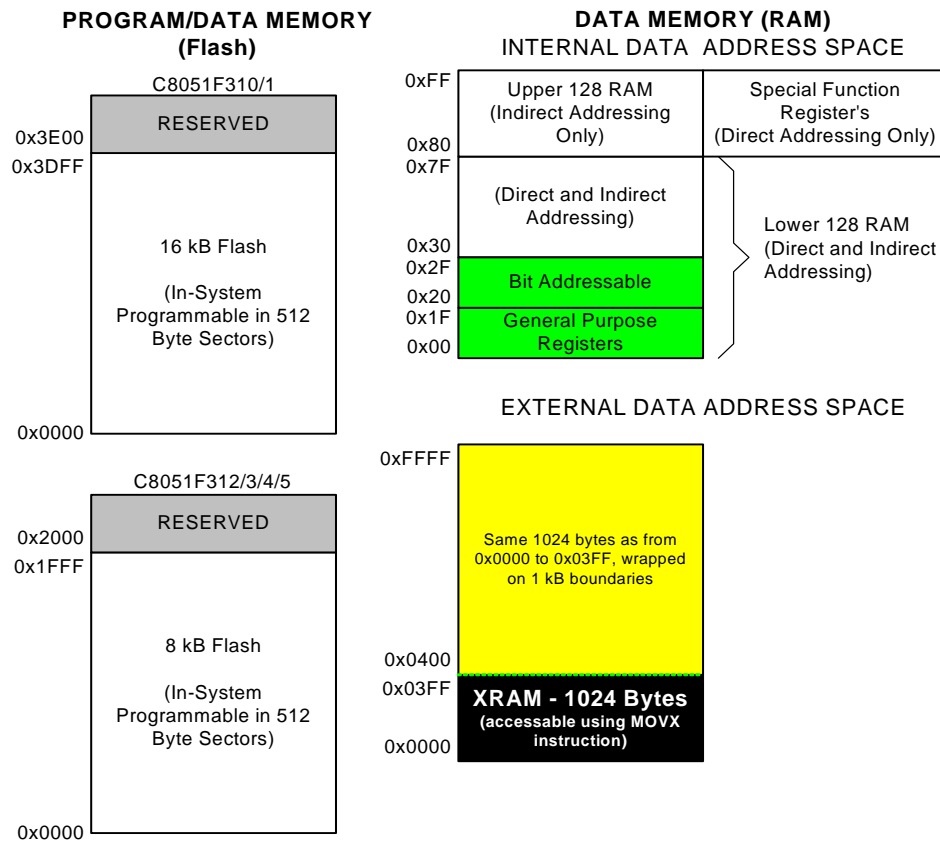 PROGRAM/DATA MEMORY
(Flash)
C8051F310/1
RESERVED
0x3E00
0x3DFF
16 kB Flash
(In-System
Programmable in 512
Byte Sectors)
0x0000
C8051F312/3/4/5
RESERVED
0x2000
0x1FFF
8 kB Flash
(In-System
Programmable in 512
Byte Sectors)
0x0000
DATA MEMORY (RAM)
INTERNAL DATA ADDRESS SPACE
0xFF
Upper 128 RAM
(Indirect Addressing
Only)
0x80
Special Function
Register's
(Direct Addressing Only)
0x7F
(Direct and Indirect
Addressing)
0x30
0x2F
Bit Addressable
0x20
0x1F
General Purpose
Registers
0x00
Lower 128 RAM
(Direct and Indirect
Addressing)
EXTERNAL DATA ADDRESS SPACE
0xFFFF
Same 1024 bytes as from
0x0000 to 0x03FF, wrapped
on 1 kB boundaries
0x0400
0x03FF
XRAM - 1024 Bytes
(accessable using MOVX
instruction)
0x0000